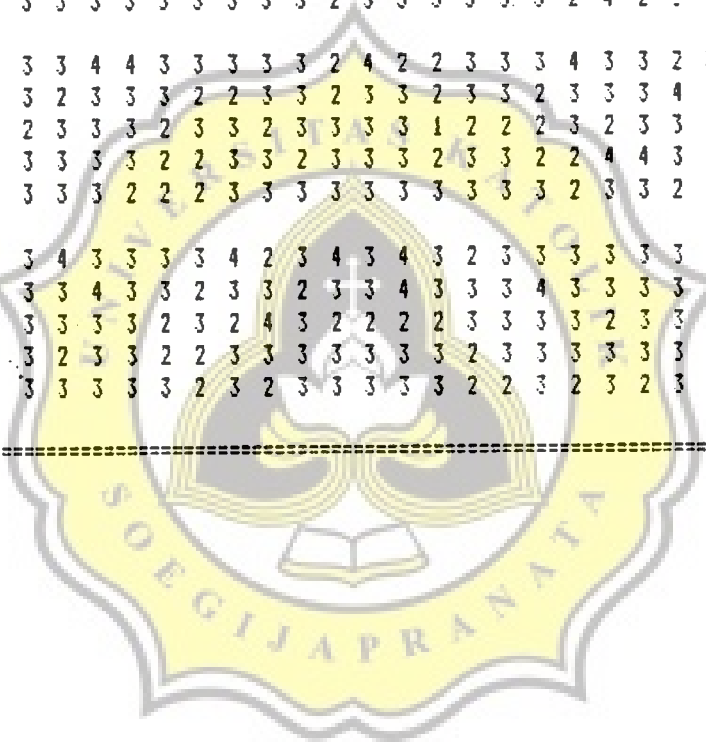 3 3 4 4 3 3 3 3 3 2 4 2 2 3 3 3 4 3 3 2
3 2 3 3 3 2 2 3 3 2 3 3 2 3 3 2 3 3 3 4
2 3 3 3 2 3 3 2 3 3 3 3 1 2 2 2 3 2 3 3
3 3 3 3 2 2 3 3 2 3 3 3 2 3 3 2 2 4 4 3
3 3 3 2 2 2 3 3 3 3 3 3 3 3 3 3 2 3 3 2
3 4 3 3 3 3 4 2 3 4 3 4 3 2 3 3 3 3 3 3
3 3 4 3 3 2 3 3 2 3 3 4 3 3 3 4 3 3 3 3
3 3 3 3 2 3 2 4 3 2 2 2 2 3 3 3 3 2 3 3
3 2 3 3 2 2 3 3 3 3 3 3 3 2 3 3 3 3 3 3
3 3 3 3 3 2 3 2 3 3 3 3 3 2 2 3 2 3 2 3
UNIVERSITAS KATOLIK
SOEGIJAPRANATA